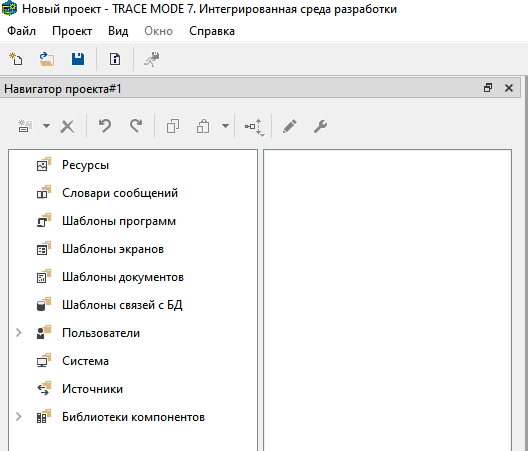 Новый проект - TRACE MODE 7. Интегрированная среда разработки
Файл Проект Вид Окно Справка
Навигатор проекта#1
Ресурсы
Словари сообщений
Шаблоны программ
Шаблоны экранов
Шаблоны документов
Шаблоны связей с БД
Пользователи
Система
Источники
Библиотеки компонентов